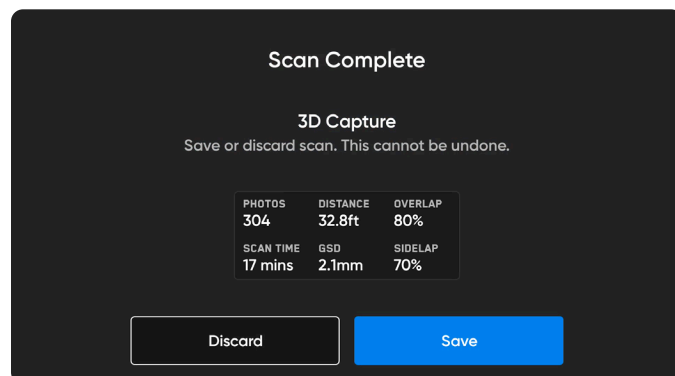 Scan Complete
3D Capture
Save or discard scan. This cannot be undone.
PHOTOS DISTANCE OVERLAP
304 32.8ft 80%
SCAN TIME GSD SIDELAP
17 mins 2.1mm 70%
Discard Save